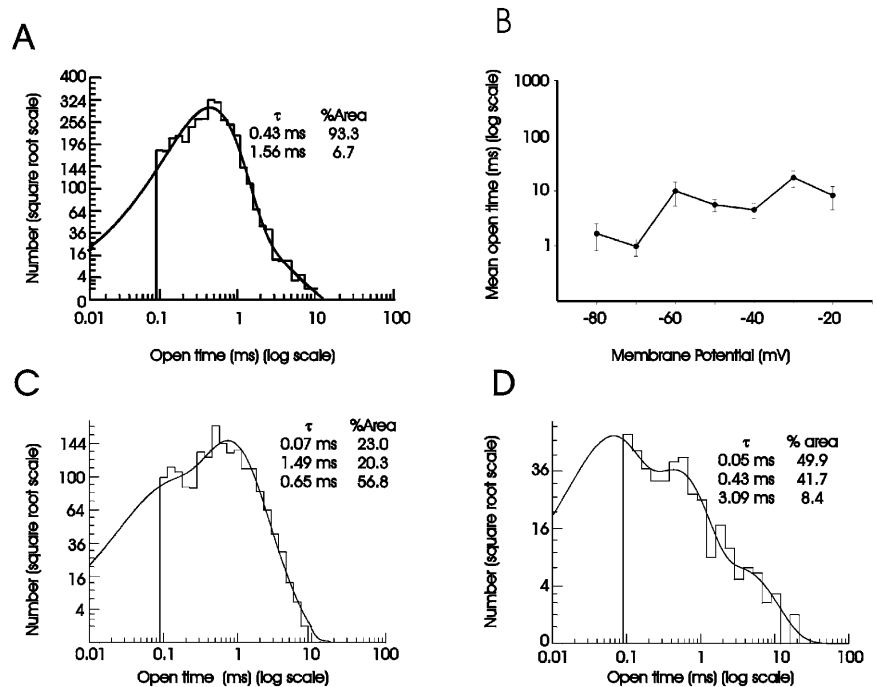 A
Number (square root scale)
400
324
256
196
144
100
64
36
16
4
0
τ %Area
0.43 ms 93.3
1.56 ms 6.7
0.01 0.1 1 10 100
Open time (ms) (log scale)
B
Mean open time (ms) (log scale)
1000
100
10
1
-80 -60 -40 -20
Membrane Potential (mV)
C
Number (square root scale)
144
100
64
36
16
4
τ %Area
0.07 ms 23.0
1.49 ms 20.3
0.65 ms 56.8
0.01 0.1 1 10 100
Open time (ms) (log scale)
D
Number (square root scale)
36
16
4
0
τ % area
0.05 ms 49.9
0.43 ms 41.7
3.09 ms 8.4
0.01 0.1 1 10 100
Open time (ms) (log scale)